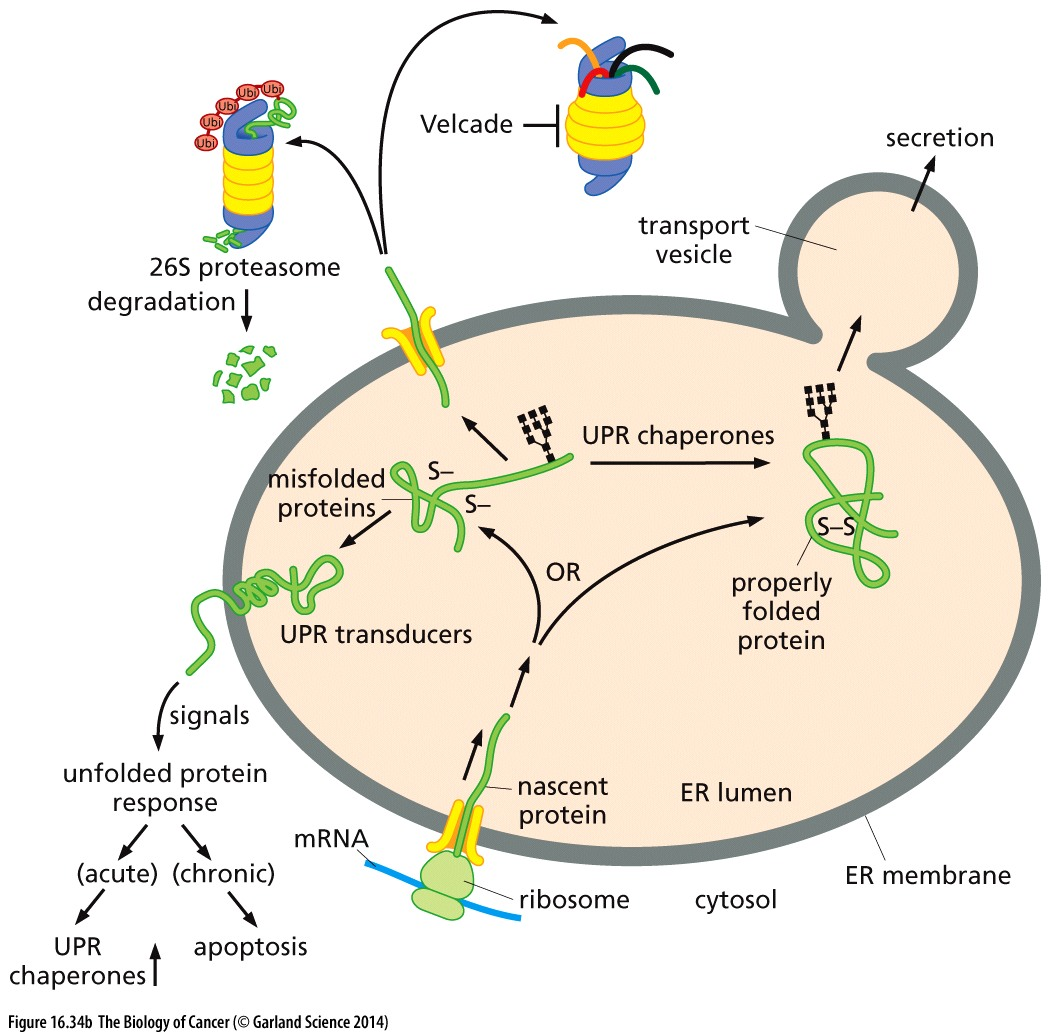 Velcade
Ubi
Ubi
Ubi
Ubi
Ubi
secretion
transport
vesicle
26S proteasome
degradation
UPR chaperones
misfolded
proteins
S–
S–
S–S
OR
properly
folded
protein
UPR transducers
signals
unfolded protein
response
nascent
protein
ER lumen
mRNA
(acute)
(chronic)
ribosome
cytosol
ER membrane
UPR
chaperones
apoptosis
Figure 16.34b The Biology of Cancer (© Garland Science 2014)